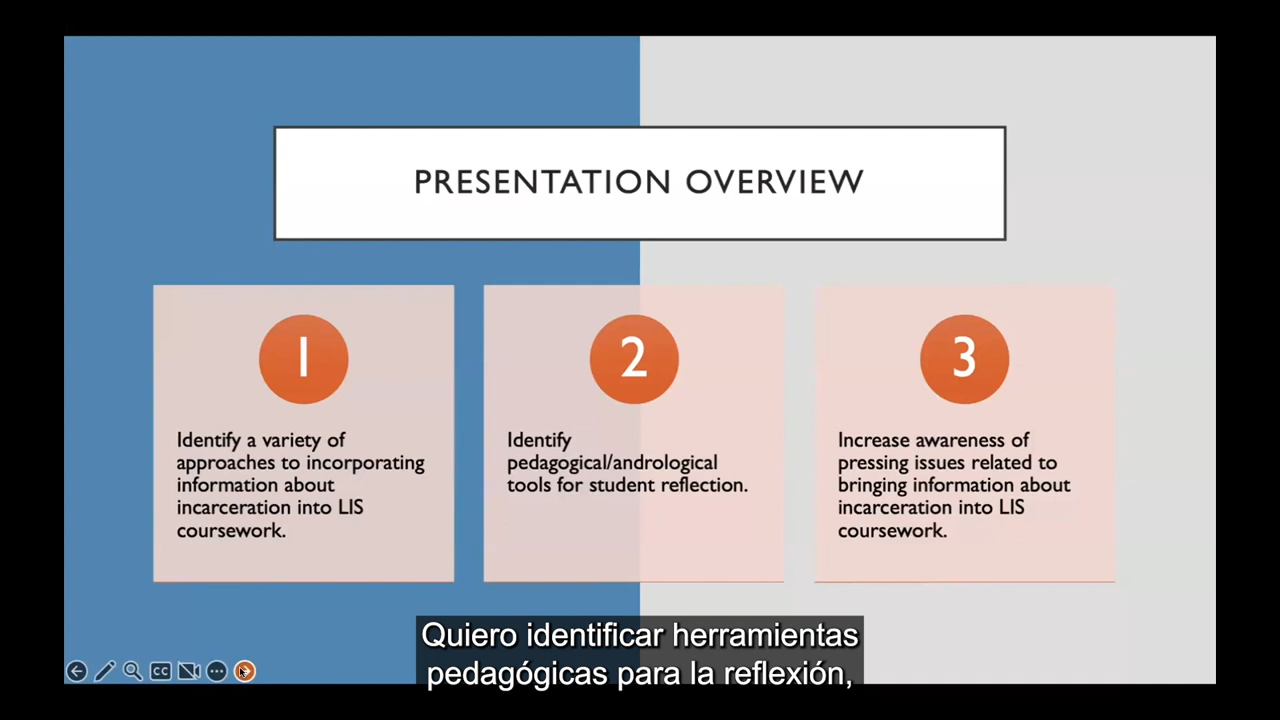 PRESENTATION OVERVIEW
1
Identify a variety of
approaches to incorporating
information about
incarceration into LIS
coursework.
2
Identify
pedagogical/andrological
tools for student reflection.
3
Increase awareness of
pressing issues related to
bringing information about
incarceration into LIS
coursework.
Quiero identificar herramientas
pedagógicas para la reflexión,
CC